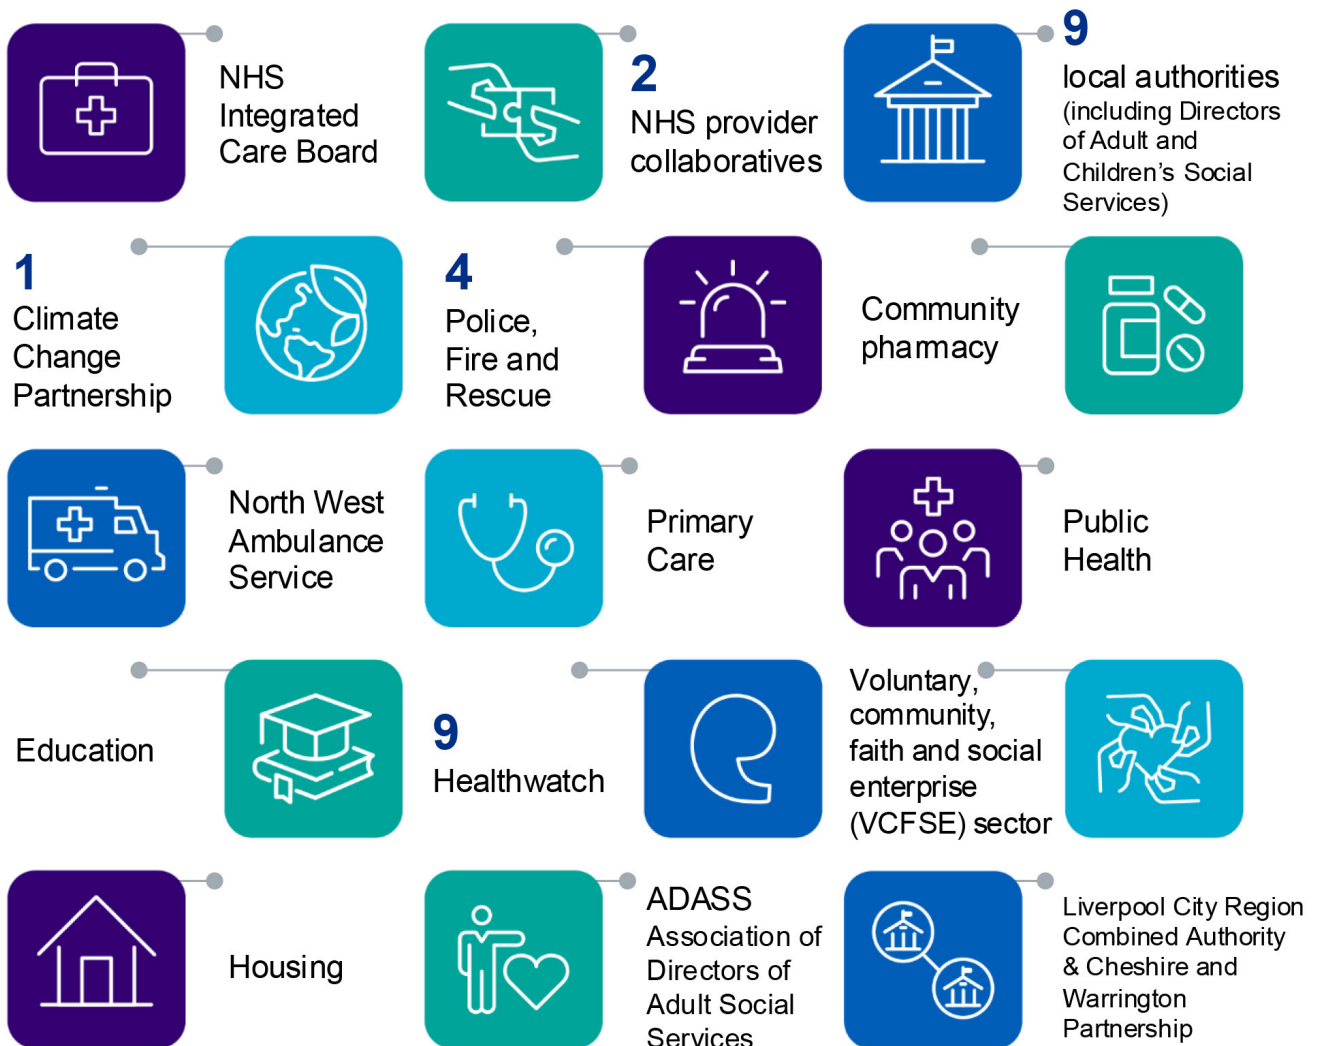 NHS
Integrated
Care Board
2
NHS provider
collaboratives
9
local authorities
(including Directors
of Adult and
Children's Social
Services)
1
Climate
Change
Partnership
4
Police,
Fire and
Rescue
Community
pharmacy
North West
Ambulance
Service
Primary
Care
Public
Health
Education
9
Healthwatch
Voluntary,
community,
faith and social
enterprise
(VCFSE) sector
Housing
ADASS
Association of
Directors of
Adult Social
Services
Liverpool City Region
Combined Authority
& Cheshire and
Warrington
Partnership